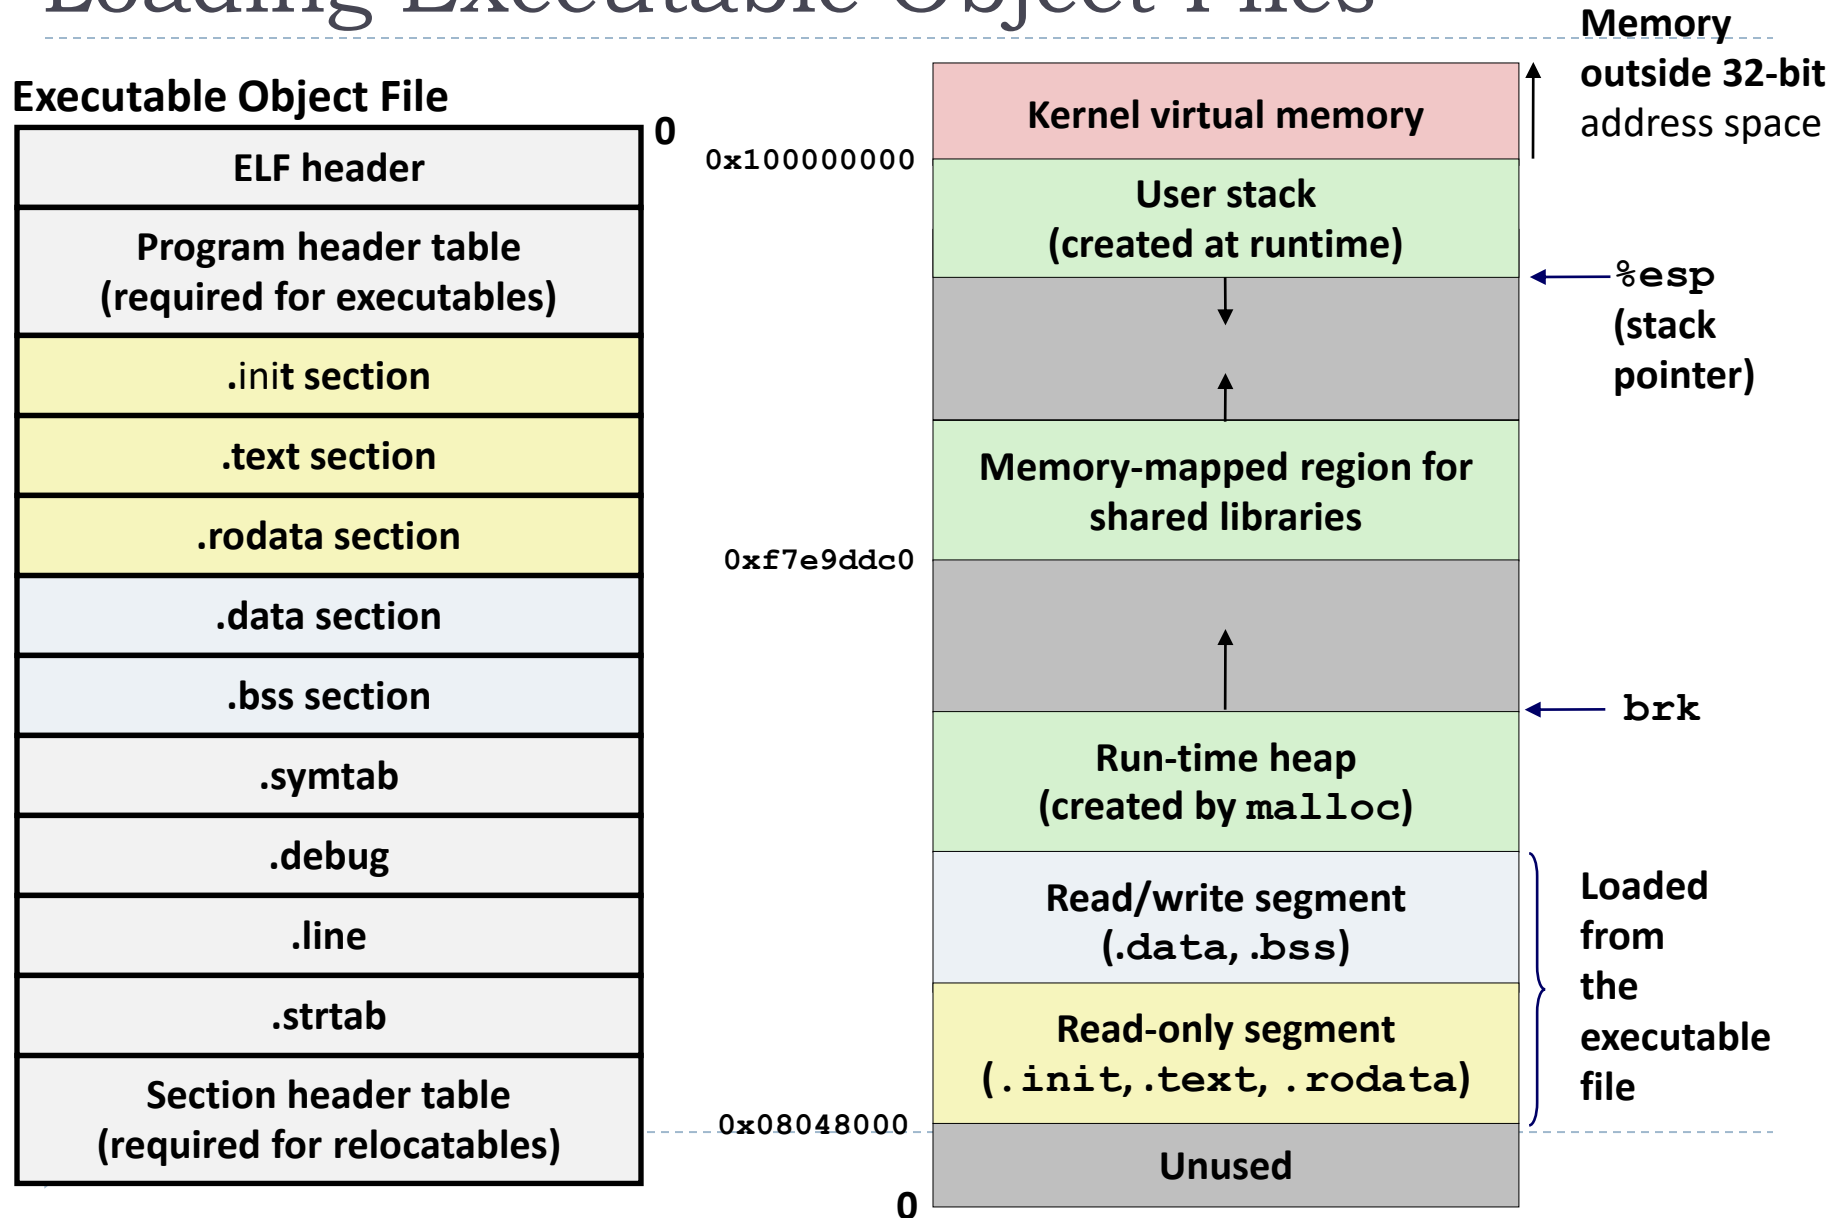 Loading Executable Object Files
Executable Object File
0
ELF header
Program header table
(required for executables)
.init section
.text section
.rodata section
.data section
.bss section
.symtab
.debug
.line
.strtab
Section header table
(required for relocatables)
0x100000000
0xf7e9ddc0
0x08048000
0
Kernel virtual memory
User stack
(created at runtime)
Memory-mapped region for
shared libraries
Run-time heap
(created by malloc)
Read/write segment
(.data, .bss)
Read-only segment
(.init, .text, .rodata)
Unused
Memory
outside 32-bit
address space
%esp
(stack
pointer)
brk
Loaded
from
the
executable
file